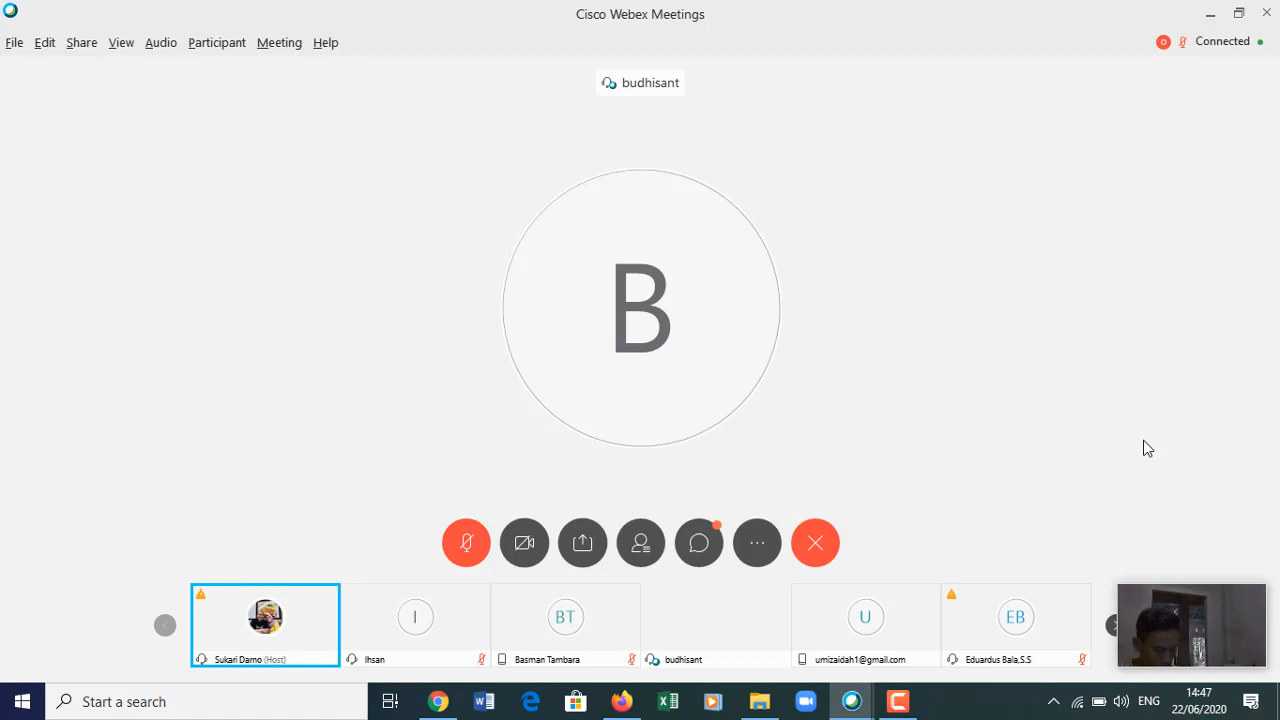 Cisco Webex Meetings
File Edit Share View Audio Participant Meeting Help
Connected
budhisant
B
I
BT
U
EB
Sukari Darno (Host)
Ihsan
Basman Tambara
budhisant
umizaidah1@gmail.com
Eduardus Bala,S.S
Start a search
ENG
14:47
22/06/2020